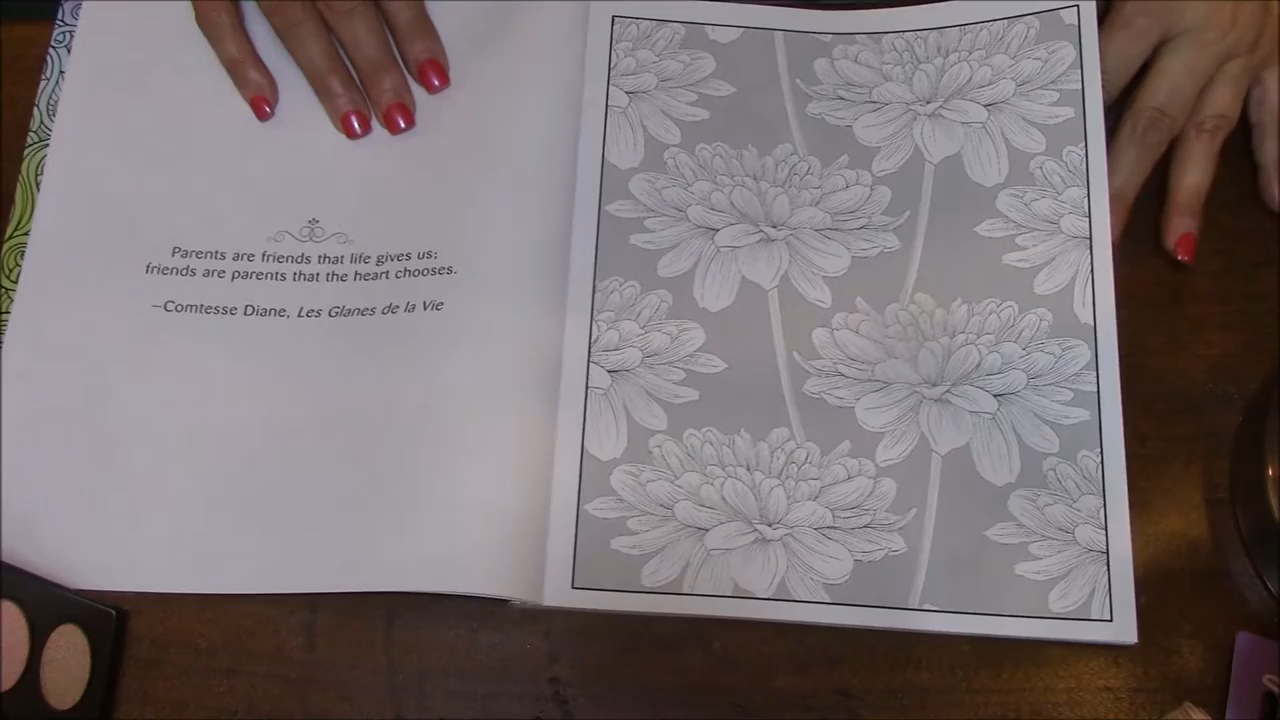 Parents are friends that life gives us;
friends are parents that the heart chooses.
—Comtesse Diane, Les Glanes de la Vie